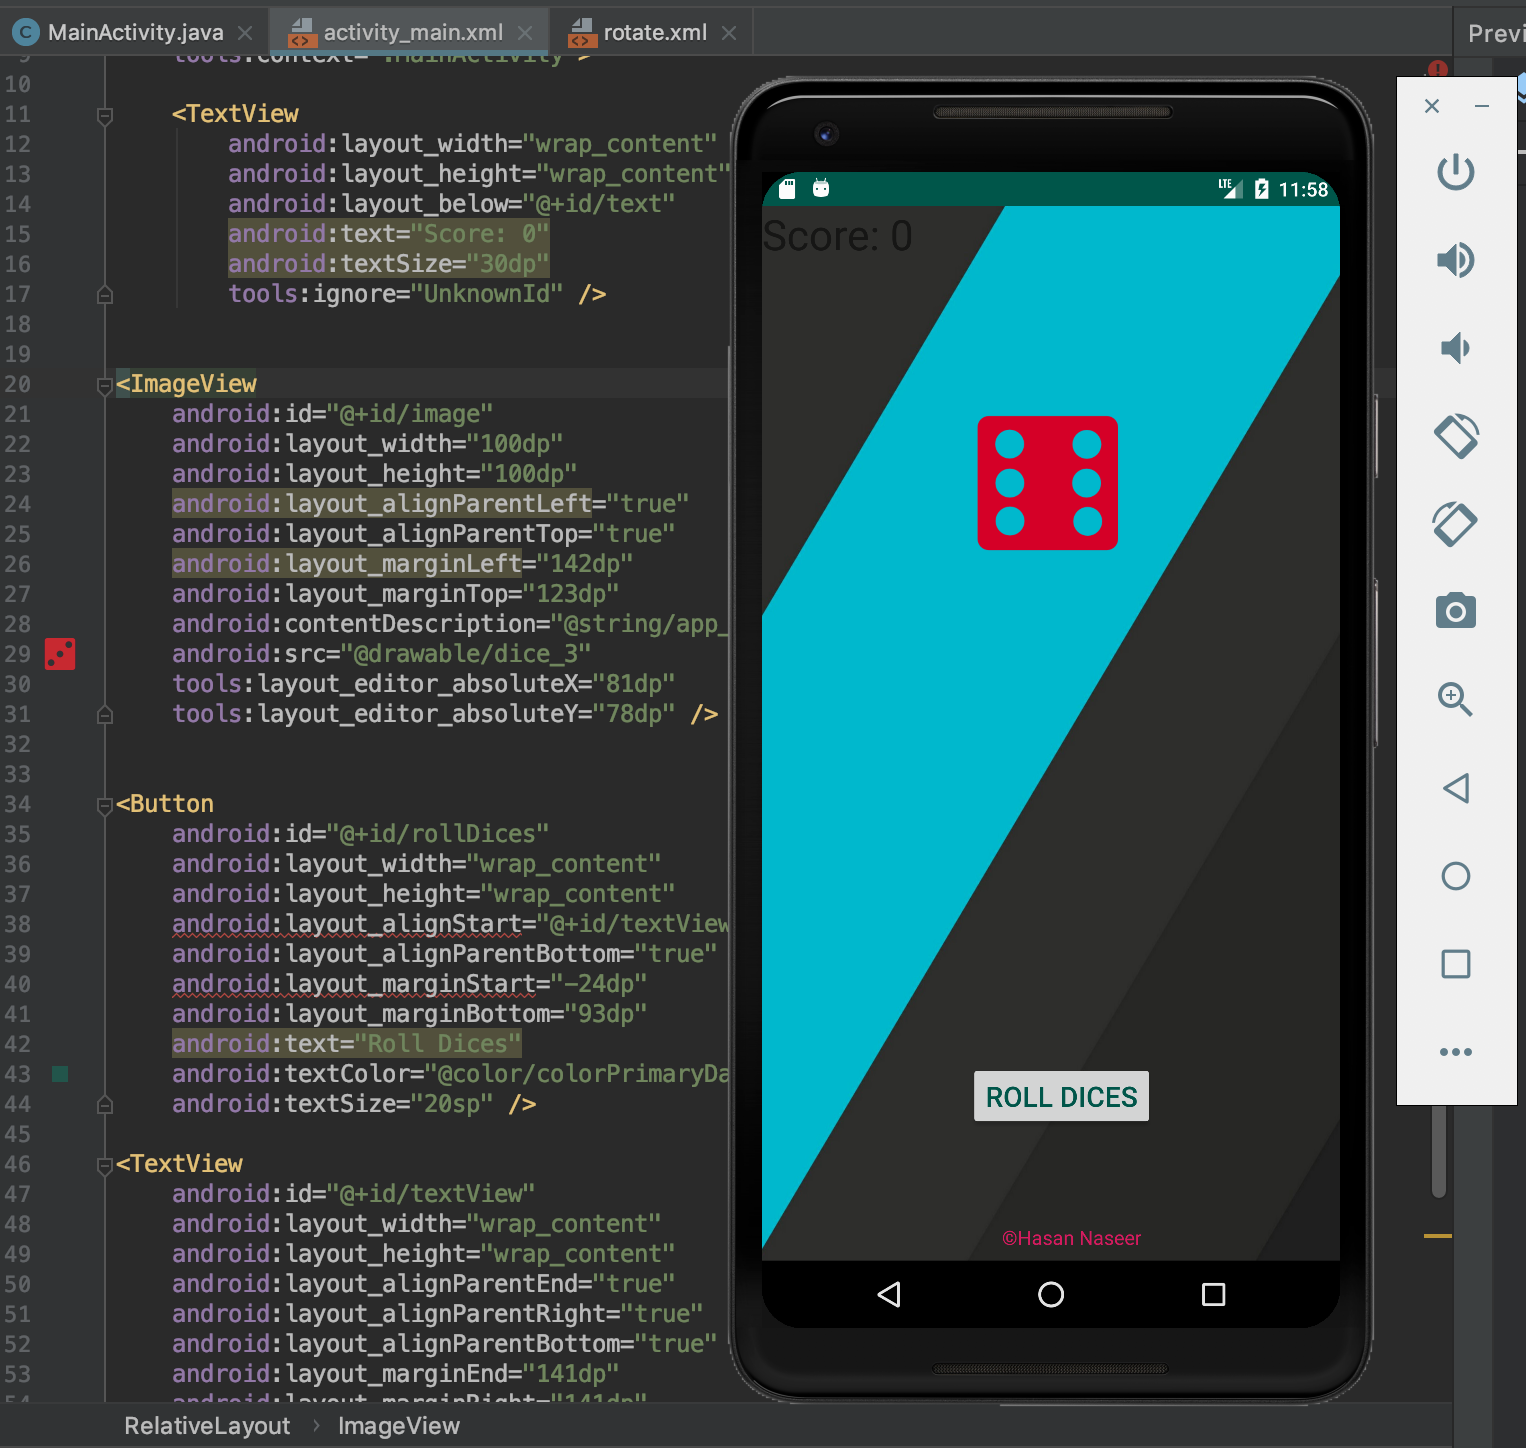 MainActivity.java
activity_main.xml
rotate.xml
Previ
9 tools:context=".MainActivity">
10
11 <TextView
12 android:layout_width="wrap_content"
13 android:layout_height="wrap_content"
14 android:layout_below="@+id/text"
15 android:text="Score: 0"
16 android:textSize="30dp"
17 tools:ignore="UnknownId" />
18
19
20 <ImageView
21 android:id="@+id/image"
22 android:layout_width="100dp"
23 android:layout_height="100dp"
24 android:layout_alignParentLeft="true"
25 android:layout_alignParentTop="true"
26 android:layout_marginLeft="142dp"
27 android:layout_marginTop="123dp"
28 android:contentDescription="@string/app_
29 android:src="@drawable/dice_3"
30 tools:layout_editor_absoluteX="81dp"
31 tools:layout_editor_absoluteY="78dp" />
32
33
34 <Button
35 android:id="@+id/rollDices"
36 android:layout_width="wrap_content"
37 android:layout_height="wrap_content"
38 android:layout_alignStart="@+id/textView
39 android:layout_alignParentBottom="true"
40 android:layout_marginStart="-24dp"
41 android:layout_marginBottom="93dp"
42 android:text="Roll Dices"
43 android:textColor="@color/colorPrimaryDa
44 android:textSize="20sp" />
45
46 <TextView
47 android:id="@+id/textView"
48 android:layout_width="wrap_content"
49 android:layout_height="wrap_content"
50 android:layout_alignParentEnd="true"
51 android:layout_alignParentRight="true"
52 android:layout_alignParentBottom="true"
53 android:layout_marginEnd="141dp"
54 android:layout_marginRight="141dp"
RelativeLayout › ImageView
LTE 11:58
Score: 0
ROLL DICES
©Hasan Naseer